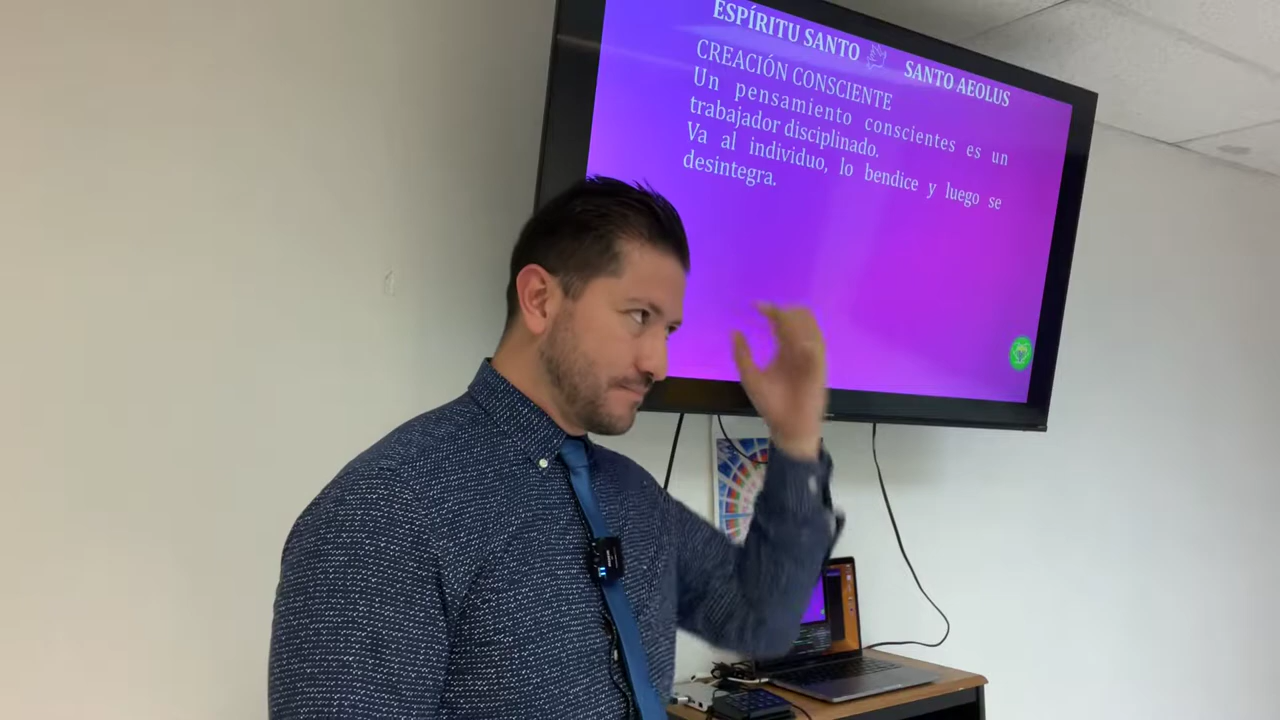 ESPÍRITU SANTO SANTO AEOLUS
CREACIÓN CONSCIENTE
Un pensamiento conscientes es un
trabajador disciplinado.
Va al individuo, lo bendice y luego se
desintegra.